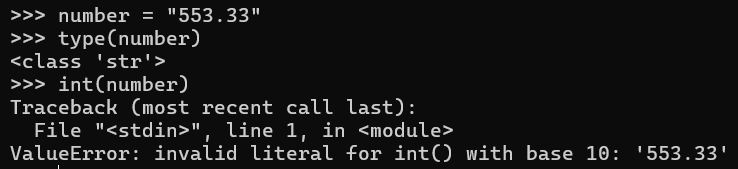 >>> number = "553.33"
>>> type(number)
<class 'str'>
>>> int(number)
Traceback (most recent call last):
  File "<stdin>", line 1, in <module>
ValueError: invalid literal for int() with base 10: '553.33'